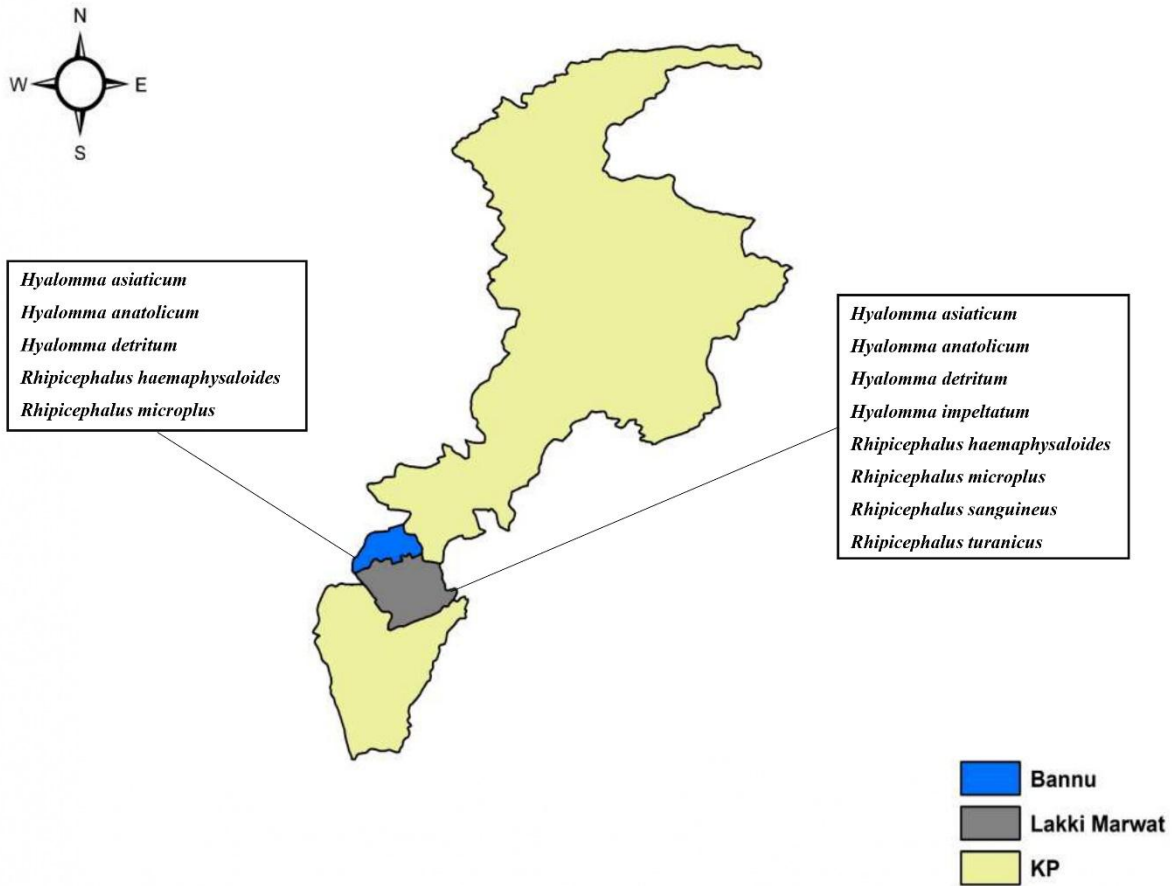 N
W
E
S
Hyalomma asiaticum
Hyalomma anatolicum
Hyalomma detritum
Rhipicephalus haemaphysaloides
Rhipicephalus microplus
Hyalomma asiaticum
Hyalomma anatolicum
Hyalomma detritum
Hyalomma impeltatum
Rhipicephalus haemaphysaloides
Rhipicephalus microplus
Rhipicephalus sanguineus
Rhipicephalus turanicus
Bannu
Lakki Marwat
KP